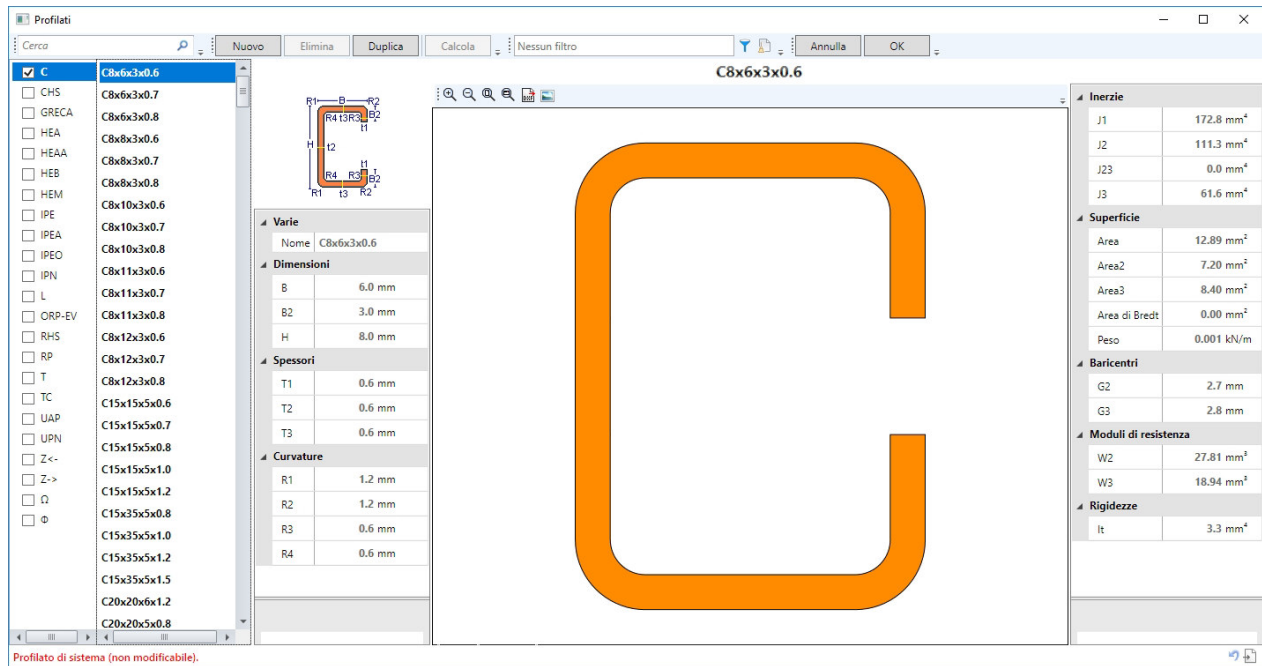 Profilati
Cerca Nuovo Elimina Duplica Calcola Nessun filtro Annulla OK
C8x6x3x0.6
C
CHS
GRECA
HEA
HEAA
HEB
HEM
IPE
IPEA
IPEO
IPN
L
ORP-EV
RHS
RP
T
TC
UAP
UPN
Z<-
Z->
Ω
Φ
C8x6x3x0.6
C8x6x3x0.7
C8x6x3x0.8
C8x8x3x0.6
C8x8x3x0.7
C8x8x3x0.8
C8x10x3x0.6
C8x10x3x0.7
C8x10x3x0.8
C8x11x3x0.6
C8x11x3x0.7
C8x11x3x0.8
C8x12x3x0.6
C8x12x3x0.7
C8x12x3x0.8
C15x15x5x0.6
C15x15x5x0.7
C15x15x5x0.8
C15x15x5x1.0
C15x15x5x1.2
C15x35x5x0.8
C15x35x5x1.0
C15x35x5x1.2
C15x35x5x1.5
C20x20x6x1.2
C20x20x5x0.8
R1 B R2
R4 t3 R3 B2
t1
H t2
t1
R4 R3 B2
R1 t3 R2
Varie
Nome C8x6x3x0.6
Dimensioni
B 6.0 mm
B2 3.0 mm
H 8.0 mm
Spessori
T1 0.6 mm
T2 0.6 mm
T3 0.6 mm
Curvature
R1 1.2 mm
R2 1.2 mm
R3 0.6 mm
R4 0.6 mm
Inerzie
J1 172.8 mm⁴
J2 111.3 mm⁴
J23 0.0 mm⁴
J3 61.6 mm⁴
Superficie
Area 12.89 mm²
Area2 7.20 mm²
Area3 8.40 mm²
Area di Bredt 0.00 mm²
Peso 0.001 kN/m
Baricentri
G2 2.7 mm
G3 2.8 mm
Moduli di resistenza
W2 27.81 mm³
W3 18.94 mm³
Rigidezze
It 3.3 mm⁴
Profilato di sistema (non modificabile).